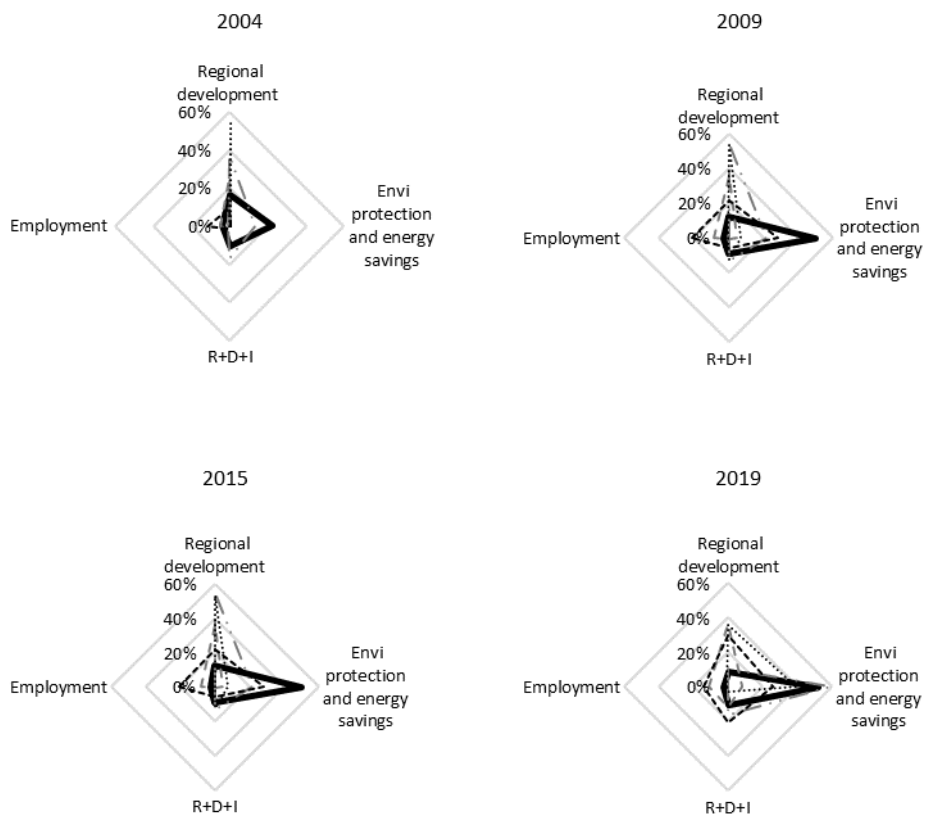 2004
Regional
development
60%
40%
20%
0%
Employment
Envi
protection
and energy
savings
R+D+I
2009
Regional
development
60%
40%
20%
0%
Employment
Envi
protection
and energy
savings
R+D+I
2015
Regional
development
60%
40%
20%
0%
Employment
Envi
protection
and energy
savings
R+D+I
2019
Regional
development
60%
40%
20%
0%
Employment
Envi
protection
and energy
savings
R+D+I